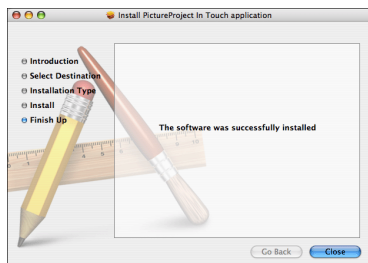 Install PictureProject In Touch application
Introduction
Select Destination
Installation Type
Install
Finish Up
The software was successfully installed
Go Back
Close